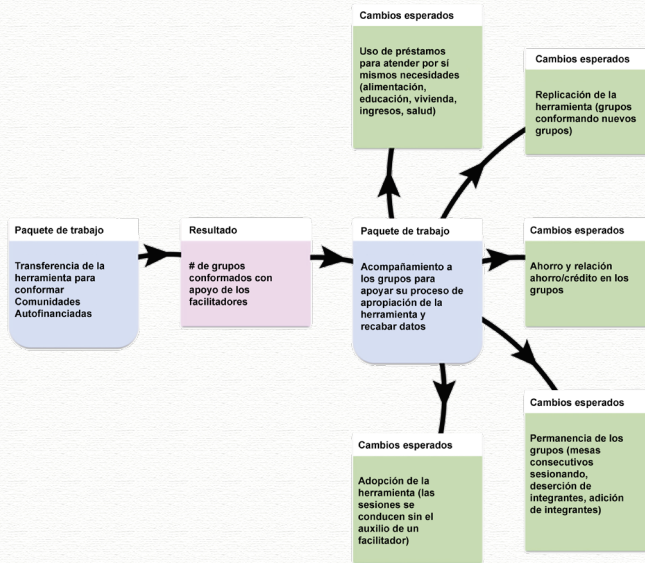 Cambios esperados
Uso de préstamos
para atender por sí
mismos necesidades
(alimentación,
educación, vivienda,
ingresos, salud)
Cambios esperados
Replicación de la
herramienta (grupos
conformando nuevos
grupos)
Paquete de trabajo
Transferencia de la
herramienta para
conformar
Comunidades
Autofinanciadas
Resultado
# de grupos
conformados con
apoyo de los
facilitadores
Paquete de trabajo
Acompañamiento a
los grupos para
apoyar su proceso de
apropiación de la
herramienta y
recabar datos
Cambios esperados
Ahorro y relación
ahorro/crédito en los
grupos
Cambios esperados
Permanencia de los
grupos (mesas
consecutivos
sesionando,
deserción de
integrantes, adición
de integrantes)
Cambios esperados
Adopción de la
herramienta (las
sesiones se
conducen sin el
auxilio de un
facilitador)